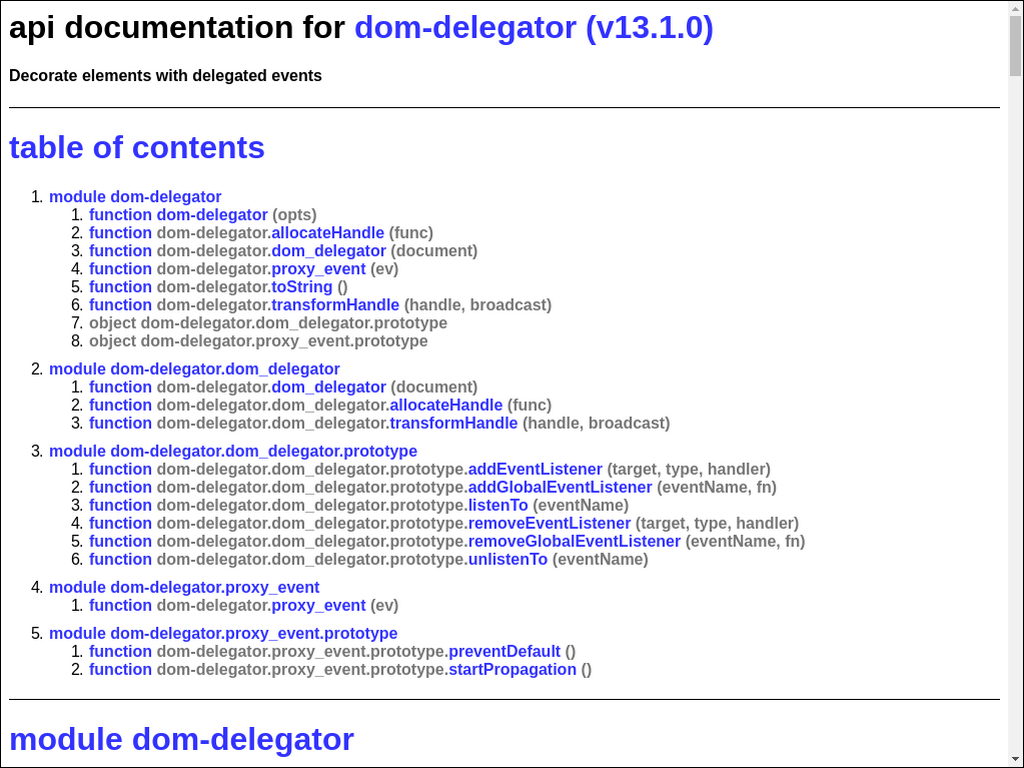 api documentation for dom-delegator (v13.1.0)
Decorate elements with delegated events
table of contents
1. module dom-delegator
1. function dom-delegator (opts)
2. function dom-delegator.allocateHandle (func)
3. function dom-delegator.dom_delegator (document)
4. function dom-delegator.proxy_event (ev)
5. function dom-delegator.toString ()
6. function dom-delegator.transformHandle (handle, broadcast)
7. object dom-delegator.dom_delegator.prototype
8. object dom-delegator.proxy_event.prototype
2. module dom-delegator.dom_delegator
1. function dom-delegator.dom_delegator (document)
2. function dom-delegator.dom_delegator.allocateHandle (func)
3. function dom-delegator.dom_delegator.transformHandle (handle, broadcast)
3. module dom-delegator.dom_delegator.prototype
1. function dom-delegator.dom_delegator.prototype.addEventListener (target, type, handler)
2. function dom-delegator.dom_delegator.prototype.addGlobalEventListener (eventName, fn)
3. function dom-delegator.dom_delegator.prototype.listenTo (eventName)
4. function dom-delegator.dom_delegator.prototype.removeEventListener (target, type, handler)
5. function dom-delegator.dom_delegator.prototype.removeGlobalEventListener (eventName, fn)
6. function dom-delegator.dom_delegator.prototype.unlistenTo (eventName)
4. module dom-delegator.proxy_event
1. function dom-delegator.proxy_event (ev)
5. module dom-delegator.proxy_event.prototype
1. function dom-delegator.proxy_event.prototype.preventDefault ()
2. function dom-delegator.proxy_event.prototype.startPropagation ()
module dom-delegator